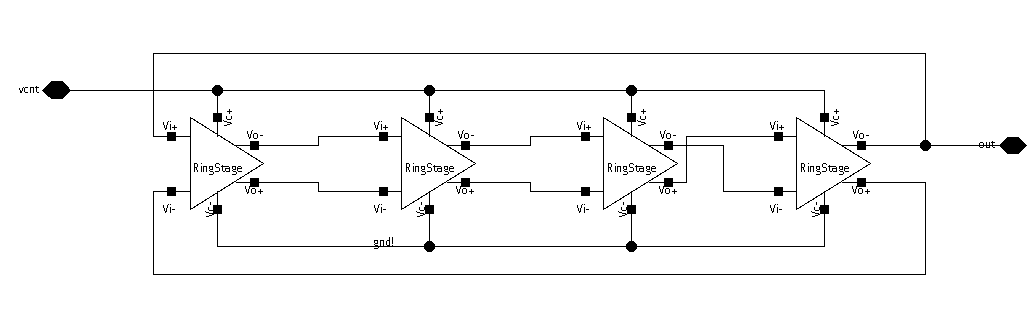 vcnt
Vc+ Vc+ Vc+ Vc+
Vi+ Vo- Vi+ Vo- Vi+ Vo- Vi+ Vo-
out
RingStage RingStage RingStage RingStage
Vo+ Vo+ Vo+ Vo+
Vi- Vc- Vi- Vc- Vi- Vc- Vi- Vc-
gnd!